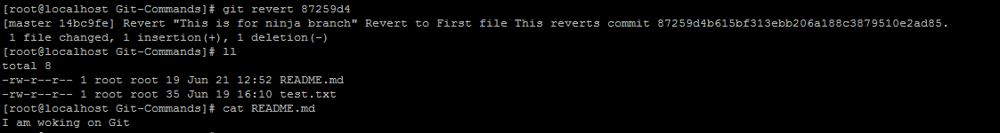 [root@localhost Git-Commands]# git revert 87259d4
[master 14bc9fe] Revert "This is for ninja branch" Revert to First file This reverts commit 87259d4b615bf313ebb206a188c3879510e2ad85.
1 file changed, 1 insertion(+), 1 deletion(-)
[root@localhost Git-Commands]# ll
total 8
-rw-r--r-- 1 root root 19 Jun 21 12:52 README.md
-rw-r--r-- 1 root root 35 Jun 19 16:10 test.txt
[root@localhost Git-Commands]# cat README.md
I am woking on Git